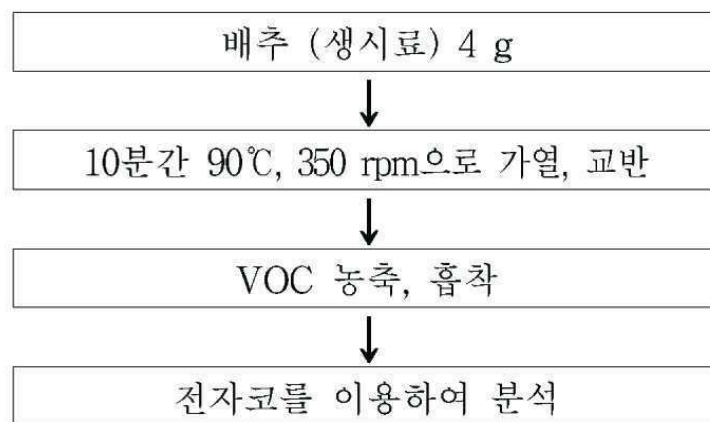 배추 (생시료) 4 g
10분간 90℃, 350 rpm으로 가열, 교반
VOC 농축, 흡착
전자코를 이용하여 분석